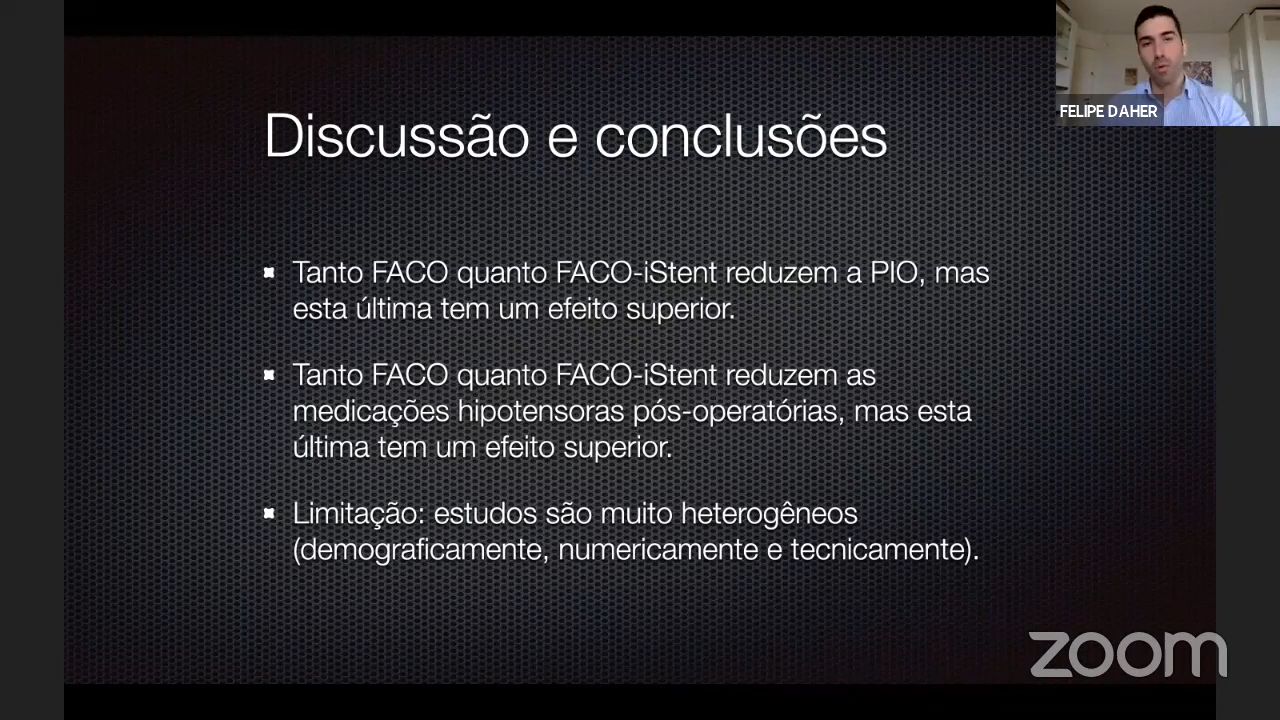 FELIPE DAHER
Discussão e conclusões
Tanto FACO quanto FACO-iStent reduzem a PIO, mas
esta última tem um efeito superior.
Tanto FACO quanto FACO-iStent reduzem as
medicações hipotensoras pós-operatórias, mas esta
última tem um efeito superior.
Limitação: estudos são muito heterogêneos
(demograficamente, numericamente e tecnicamente).
zoom